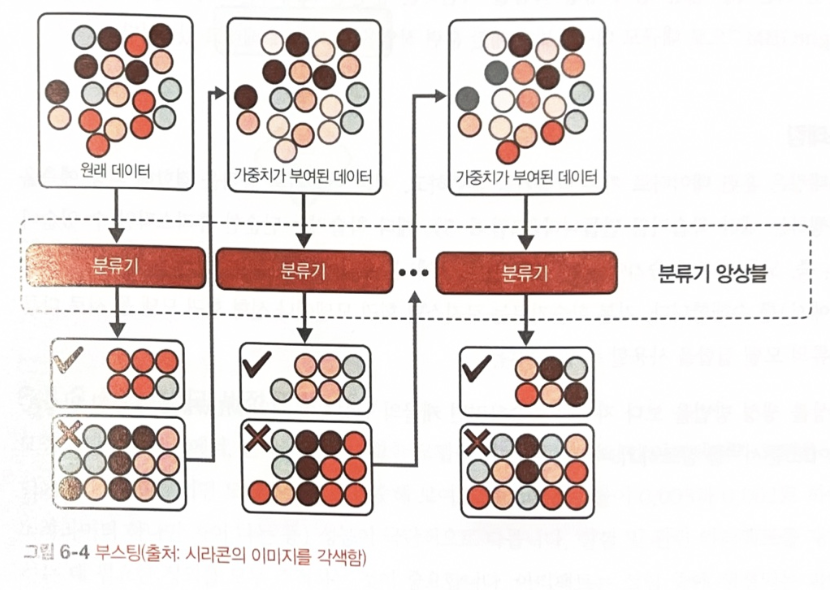 원래 데이터
가중치가 부여된 데이터
가중치가 부여된 데이터
분류기
분류기
분류기
분류기 앙상블
그림 6-4 부스팅(출처: 시라콘의 이미지를 각색함)